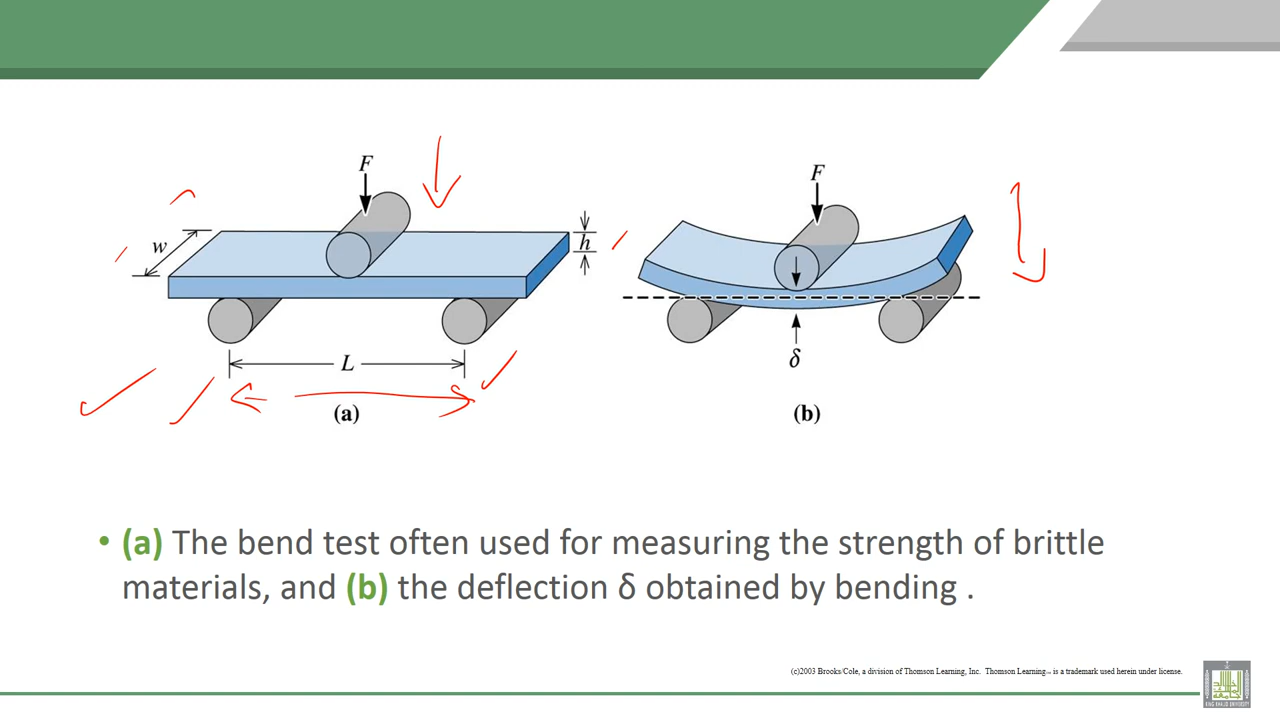 F
w
h
L
(a)
F
δ
(b)
• (a) The bend test often used for measuring the strength of brittle
materials, and (b) the deflection δ obtained by bending .
(c)2003 Brooks/Cole, a division of Thomson Learning, Inc. Thomson Learning™ is a trademark used herein under license.